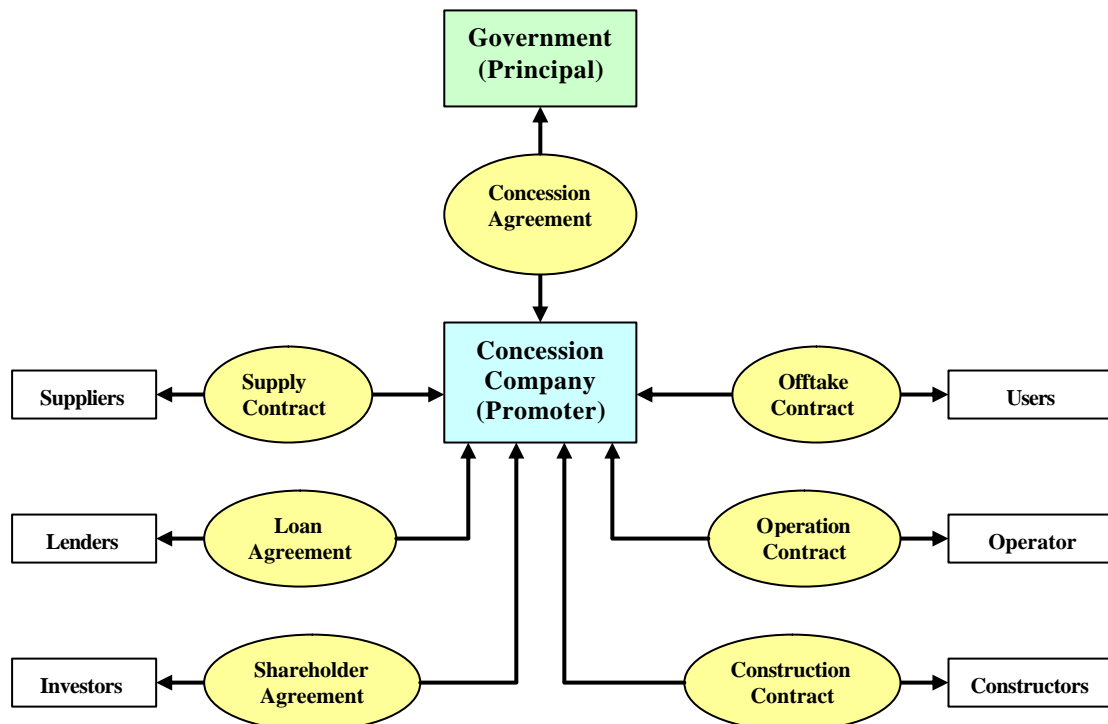 Government
(Principal)
Concession
Agreement
Concession
Company
(Promoter)
Supply
Contract
Suppliers
Offtake
Contract
Users
Loan
Agreement
Lenders
Operation
Contract
Operator
Shareholder
Agreement
Investors
Construction
Contract
Constructors